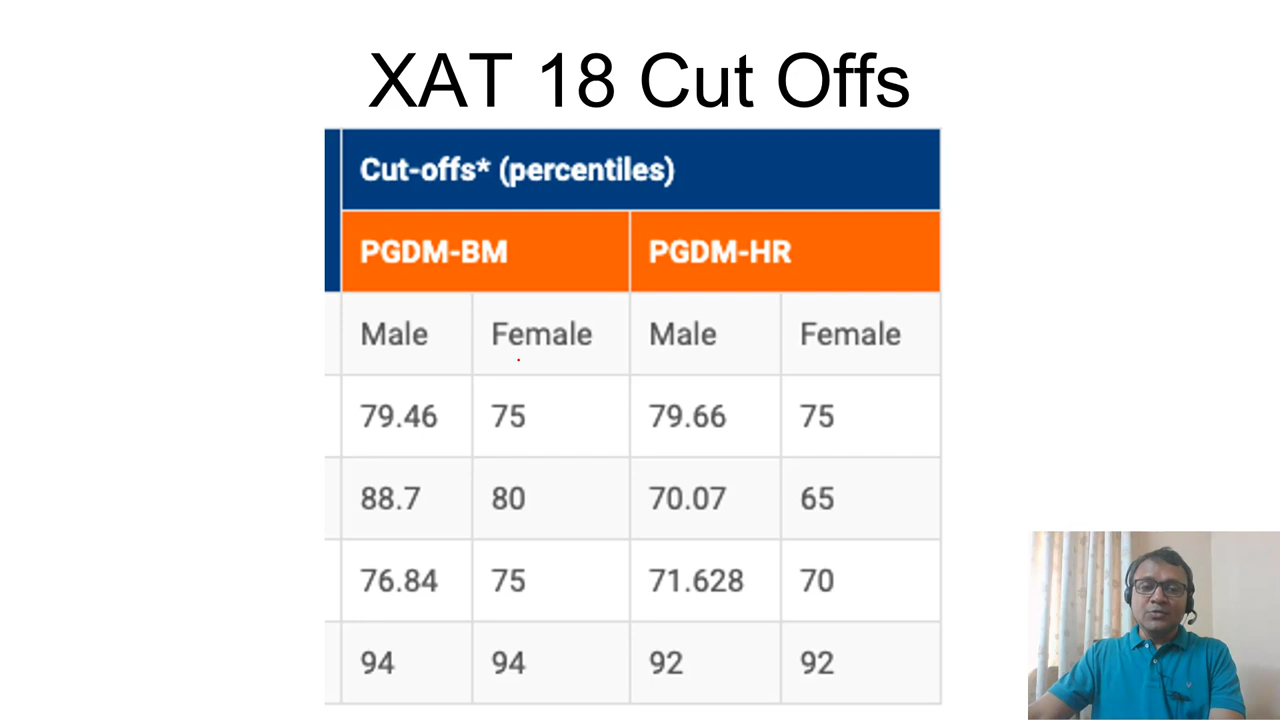 XAT 18 Cut Offs
Cut-offs* (percentiles)
PGDM-BM PGDM-HR
Male Female Male Female
79.46 75 79.66 75
88.7 80 70.07 65
76.84 75 71.628 70
94 94 92 92